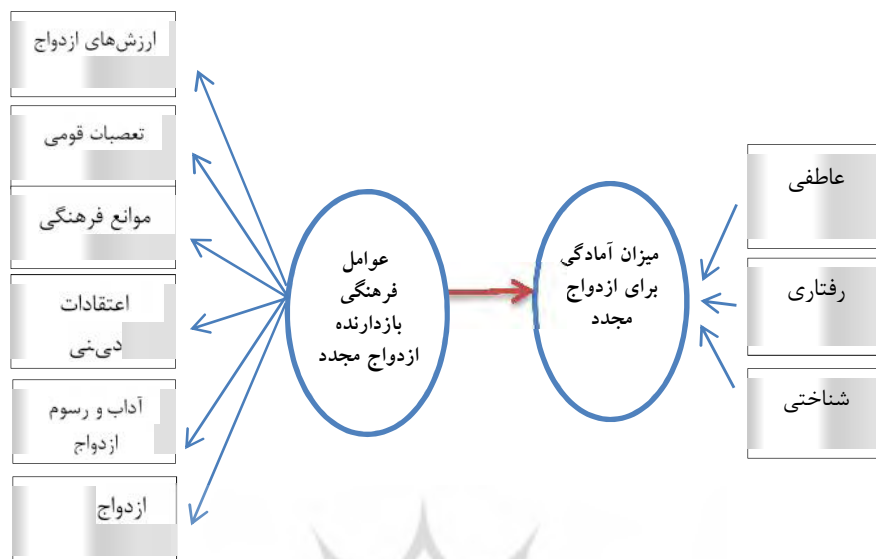 ارزش‌های ازدواج
تعصبات قومی
موانع فرهنگی
اعتقادات
دینی
آداب و رسوم
ازدواج
ازدواج
عوامل
فرهنگی
بازدارنده
ازدواج مجدد
میزان آمادگی
برای ازدواج
مجدد
عاطفی
رفتاری
شناختی